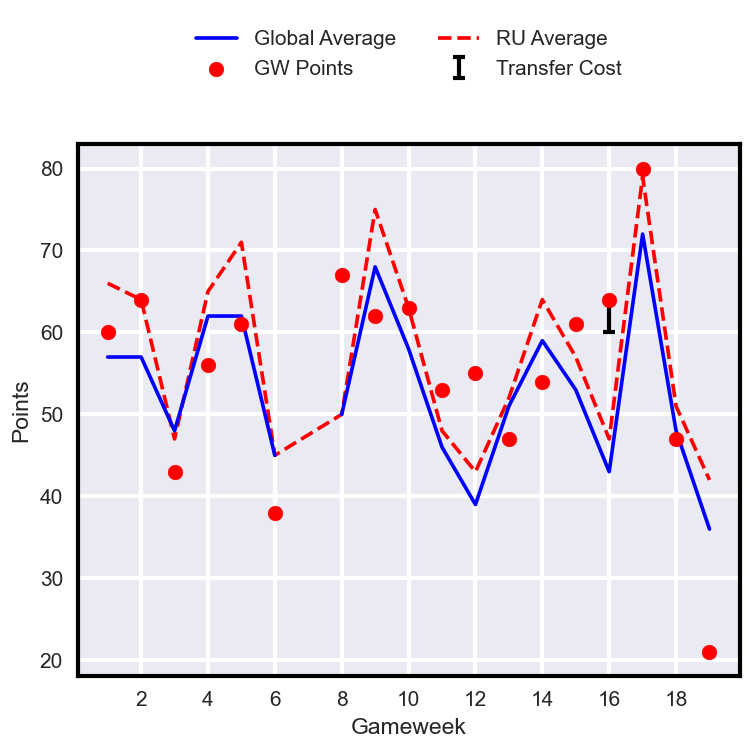 Global Average
RU Average
GW Points
Transfer Cost
80
70
60
50
40
30
20
Points
2 4 6 8 10 12 14 16 18
Gameweek